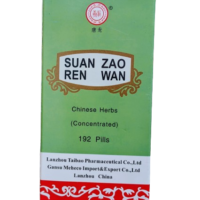 SUAN ZAO
REN WAN
Chinese Herbs
(Concentrated)
192 Pills
Lanzhou Taibao Pharmaceutical Co.,Ltd
Gansu Meheco Import&Export Co.,Ltd
Lanzhou China